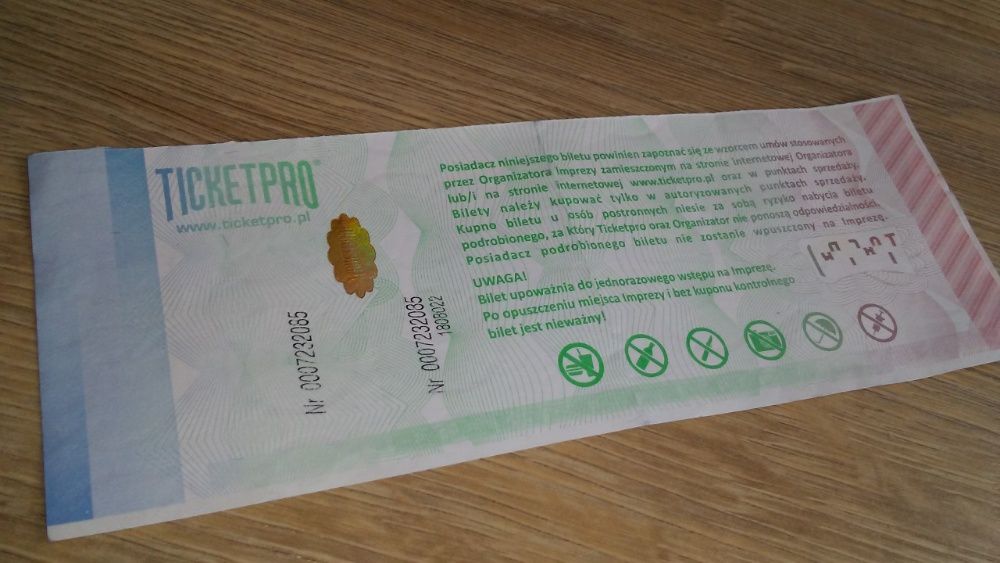 TICKETPRO®
www.ticketpro.pl
Nr 0007232085
Nr 0007232085
1808022
Posiadacz niniejszego biletu powinien zapoznać się ze wzorcem umów stosowanych
przez Organizatora Imprezy zamieszczonym na stronie internetowej Organizatora
lub/i na stronie internetowej www.ticketpro.pl oraz w punktach sprzedaży.
Bilety należy kupować tylko w autoryzowanych punktach sprzedaży.
Kupno biletu u osób postronnych niesie za sobą ryzyko nabycia biletu
podrobionego, za który Ticketpro oraz Organizator nie ponoszą odpowiedzialności.
Posiadacz podrobionego biletu nie zostanie wpuszczony na Imprezę.
UWAGA!
Bilet upoważnia do jednorazowego wstępu na Imprezę.
Po opuszczeniu miejsca Imprezy i bez kuponu kontrolnego
bilet jest nieważny!